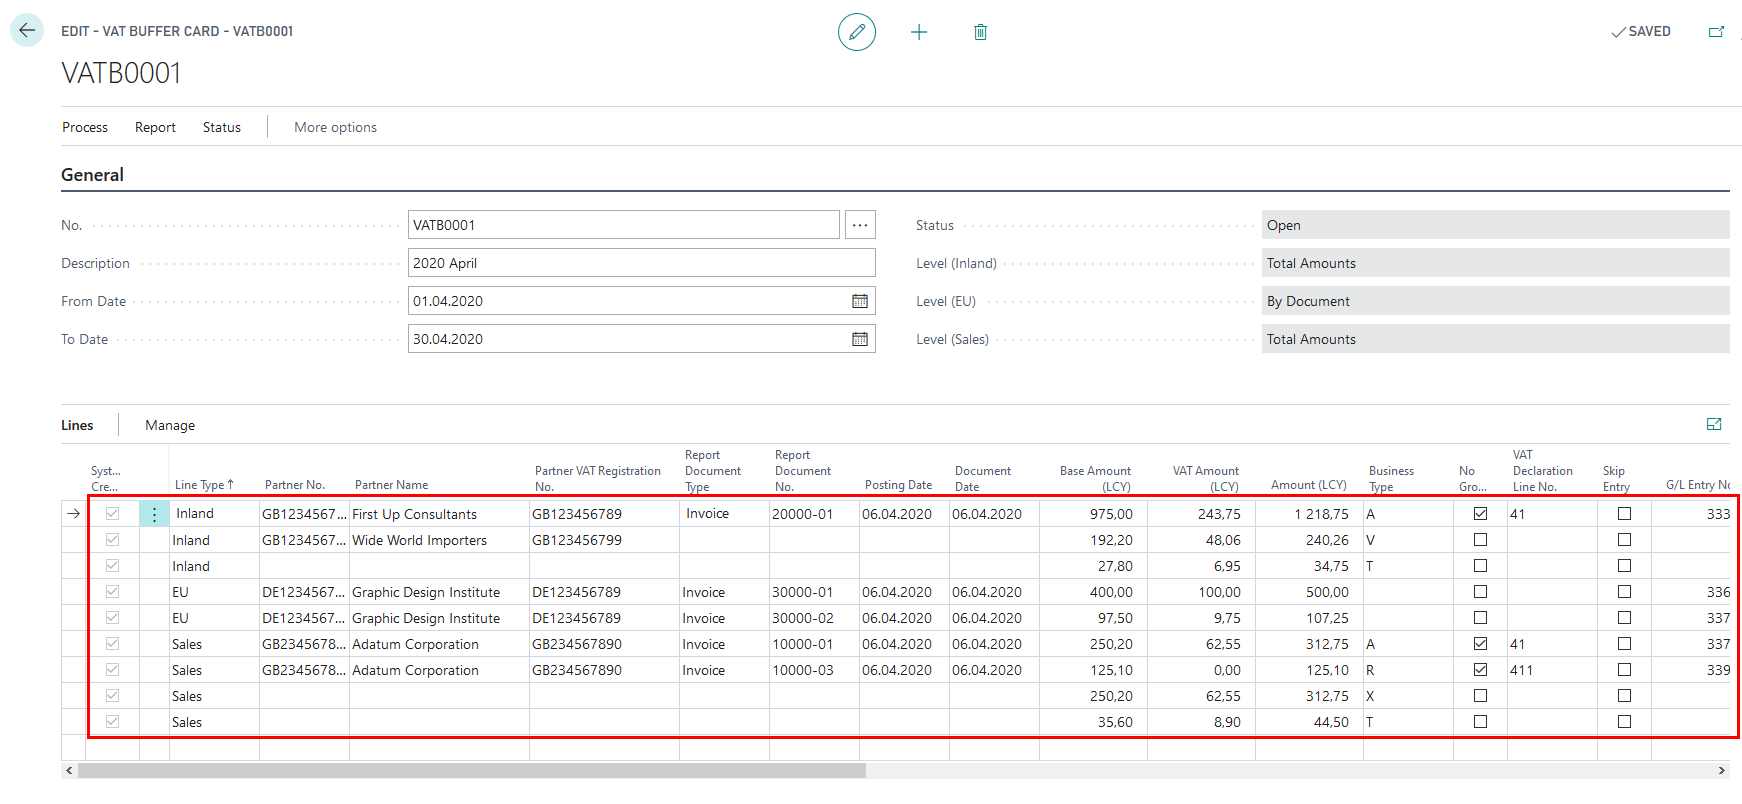 EDIT - VAT BUFFER CARD - VATB0001
SAVED
VATB0001
Process Report Status More options
General
No. VATB0001 ... Status Open
Description 2020 April Level (Inland) Total Amounts
From Date 01.04.2020 Level (EU) By Document
To Date 30.04.2020 Level (Sales) Total Amounts
Lines Manage
Syst... Cre... Line Type ↑ Partner No. Partner Name Partner VAT Registration No. Report Document Type Report Document No. Posting Date Document Date Base Amount (LCY) VAT Amount (LCY) Amount (LCY) Business Type No Gro... VAT Declaration Line No. Skip Entry G/L Entry No
Inland GB1234567... First Up Consultants GB123456789 Invoice 20000-01 06.04.2020 06.04.2020 975,00 243,75 1 218,75 A 41 333
Inland GB1234567... Wide World Importers GB123456799 192,20 48,06 240,26 V
Inland 27,80 6,95 34,75 T
EU DE1234567... Graphic Design Institute DE123456789 Invoice 30000-01 06.04.2020 06.04.2020 400,00 100,00 500,00 336
EU DE1234567... Graphic Design Institute DE123456789 Invoice 30000-02 06.04.2020 06.04.2020 97,50 9,75 107,25 337
Sales GB2345678... Adatum Corporation GB234567890 Invoice 10000-01 06.04.2020 06.04.2020 250,20 62,55 312,75 A 41 337
Sales GB2345678... Adatum Corporation GB234567890 Invoice 10000-03 06.04.2020 06.04.2020 125,10 0,00 125,10 R 411 339
Sales 250,20 62,55 312,75 X
Sales 35,60 8,90 44,50 T